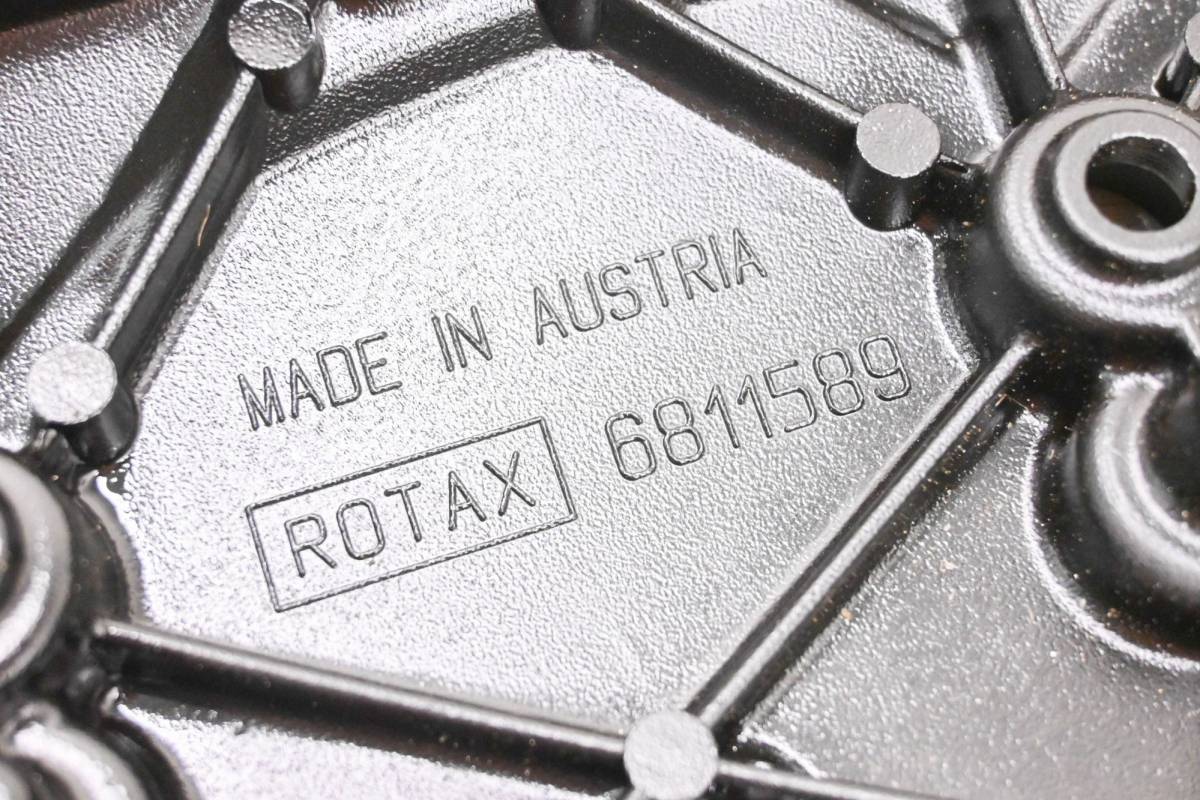 MADE IN AUSTRIA
ROTAX 6811589